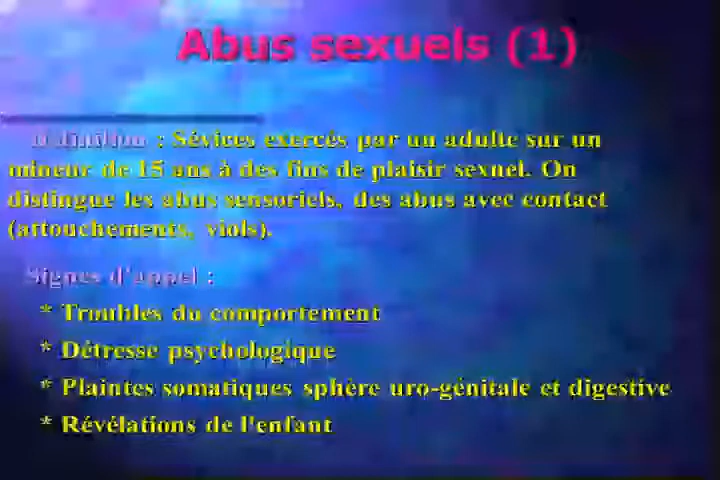 Abus sexuels (1)
Définition : Sévices exercés par un adulte sur un
mineur de 15 ans à des fins de plaisir sexuel. On
distingue les abus sensoriels, des abus avec contact
(attouchements, viols).
Signes d'appel :
* Troubles du comportement
* Détresse psychologique
* Plaintes somatiques sphère uro-génitale et digestive
* Révélations de l'enfant